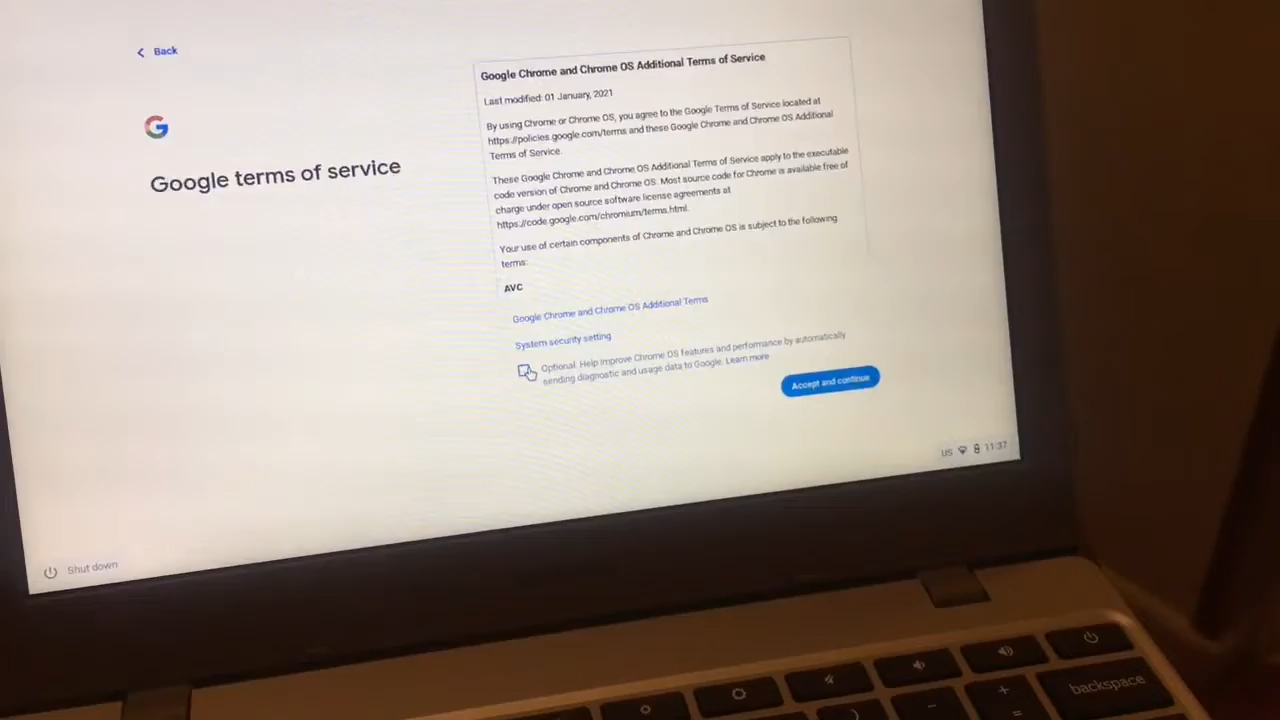 Back
Google terms of service
Google Chrome and Chrome OS Additional Terms of Service
Last modified: 01 January, 2021
By using Chrome or Chrome OS, you agree to the Google Terms of Service located at
https://policies.google.com/terms and these Google Chrome and Chrome OS Additional
Terms of Service.
These Google Chrome and Chrome OS Additional Terms of Service apply to the executable
code version of Chrome and Chrome OS. Most source code for Chrome is available free of
charge under open source software license agreements at
https://code.google.com/chromium/terms.html.
Your use of certain components of Chrome and Chrome OS is subject to the following
terms:
AVC
Google Chrome and Chrome OS Additional Terms
System security setting
Optional: Help improve Chrome OS features and performance by automatically
sending diagnostic and usage data to Google. Learn more
Accept and continue
US 11:37
Shut down
backspace
+
=
-
)